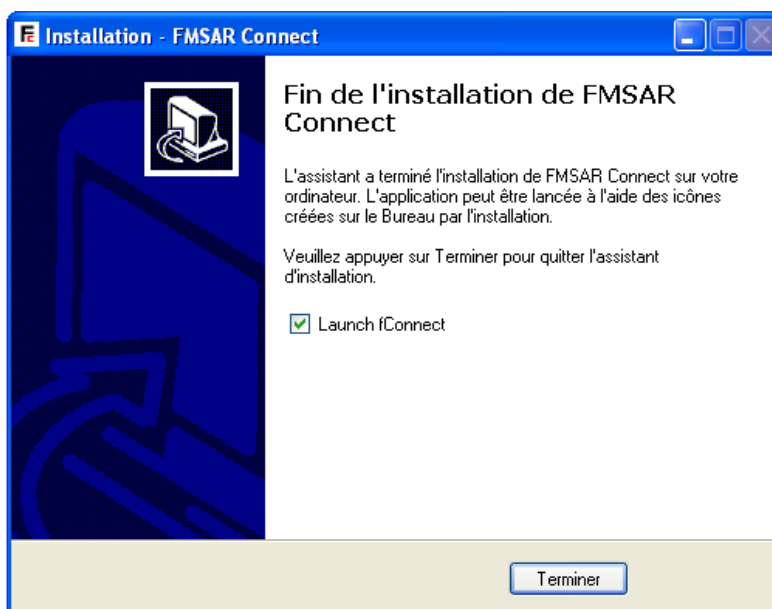 Fc Installation - FMSAR Connect
Fin de l'installation de FMSAR
Connect
L'assistant a terminé l'installation de FMSAR Connect sur votre
ordinateur. L'application peut être lancée à l'aide des icônes
créées sur le Bureau par l'installation.
Veuillez appuyer sur Terminer pour quitter l'assistant
d'installation.
Launch fConnect
Terminer